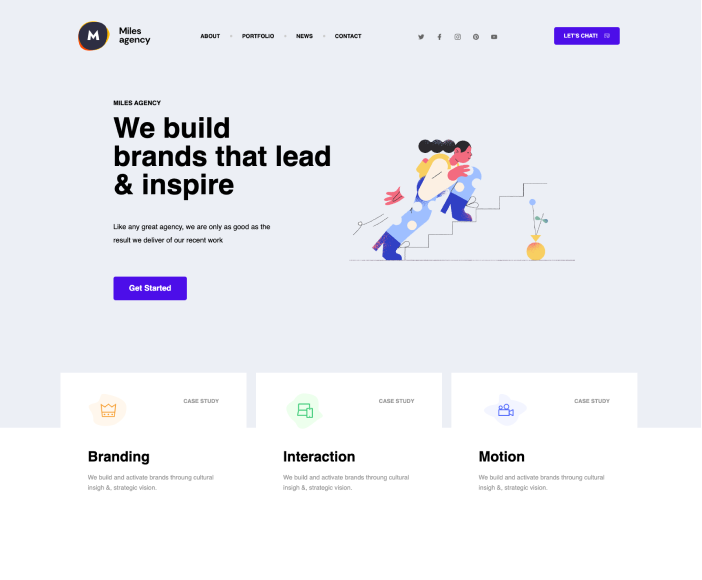 M
Miles
agency
ABOUT
PORTFOLIO
NEWS
CONTACT
LET'S CHAT!
MILES AGENCY
We build
brands that lead
& inspire
Like any great agency, we are only as good as the
result we deliver of our recent work
Get Started
CASE STUDY
Branding
We build and activate brands throung cultural
insigh &, strategic vision.
CASE STUDY
Interaction
We build and activate brands throung cultural
insigh &, strategic vision.
CASE STUDY
Motion
We build and activate brands throung cultural
insigh &, strategic vision.